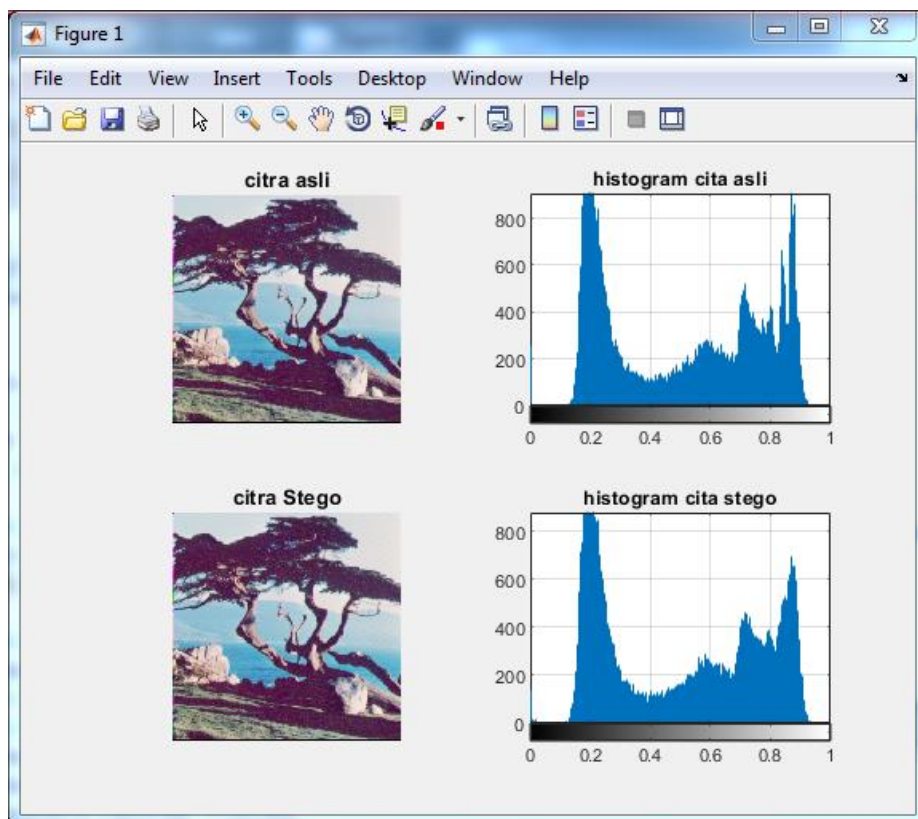 Figure 1
File Edit View Insert Tools Desktop Window Help
citra asli
histogram cita asli
800
600
400
200
0
0 0.2 0.4 0.6 0.8 1
citra Stego
histogram cita stego
800
600
400
200
0
0 0.2 0.4 0.6 0.8 1